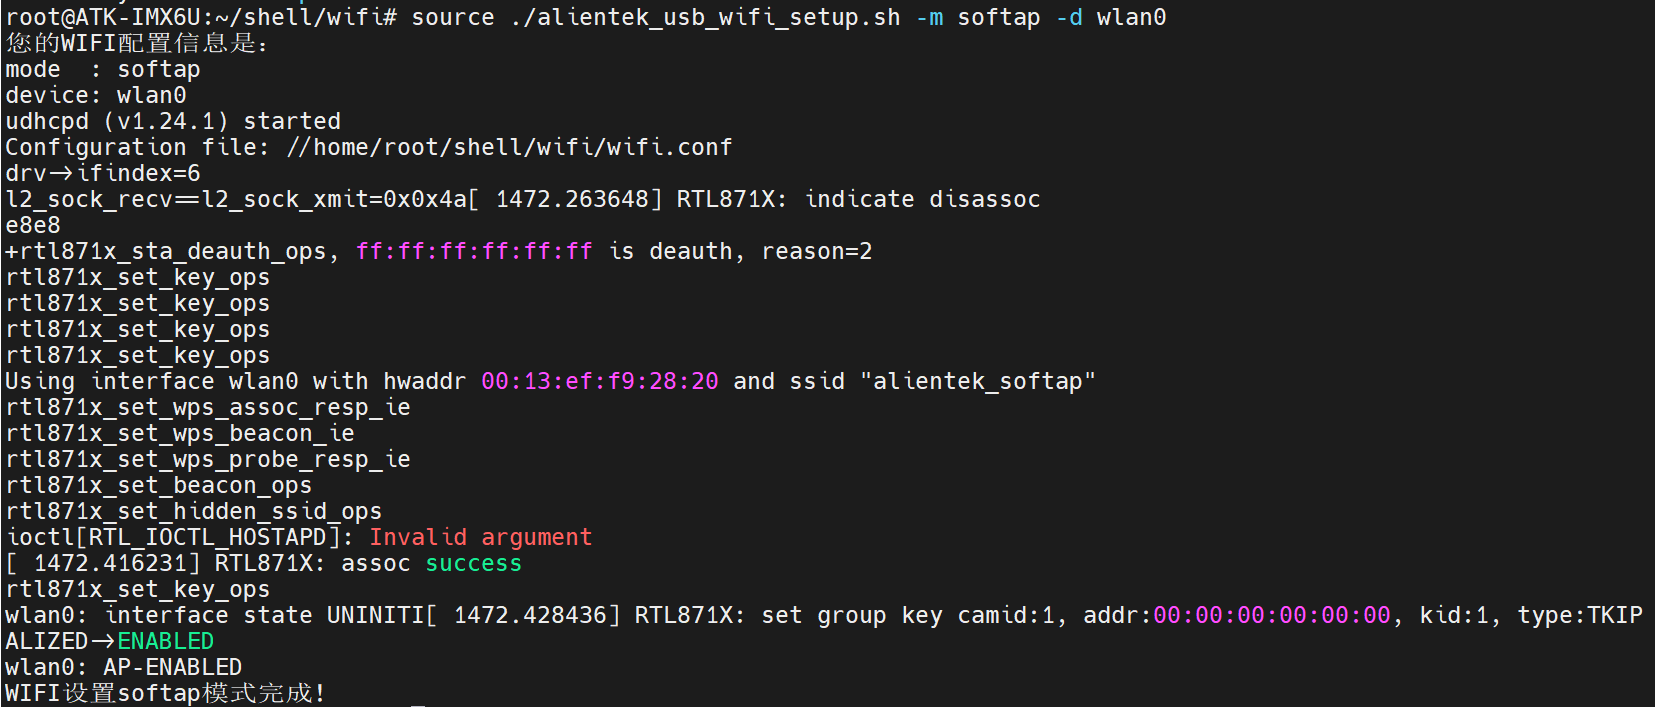 root@ATK-IMX6U:~/shell/wifi# source ./alientek_usb_wifi_setup.sh -m softap -d wlan0
您的WIFI配置信息是：
mode  : softap
device: wlan0
udhcpd (v1.24.1) started
Configuration file: //home/root/shell/wifi/wifi.conf
drv->ifindex=6
l2_sock_recv==l2_sock_xmit=0x0x4a[ 1472.263648] RTL871X: indicate disassoc
e8e8
+rtl871x_sta_deauth_ops, ff:ff:ff:ff:ff:ff is deauth, reason=2
rtl871x_set_key_ops
rtl871x_set_key_ops
rtl871x_set_key_ops
rtl871x_set_key_ops
Using interface wlan0 with hwaddr 00:13:ef:f9:28:20 and ssid "alientek_softap"
rtl871x_set_wps_assoc_resp_ie
rtl871x_set_wps_beacon_ie
rtl871x_set_wps_probe_resp_ie
rtl871x_set_beacon_ops
rtl871x_set_hidden_ssid_ops
ioctl[RTL_IOCTL_HOSTAPD]: Invalid argument
[ 1472.416231] RTL871X: assoc success
rtl871x_set_key_ops
wlan0: interface state UNINITI[ 1472.428436] RTL871X: set group key camid:1, addr:00:00:00:00:00:00, kid:1, type:TKIP
ALIZED->ENABLED
wlan0: AP-ENABLED
WIFI设置softap模式完成!